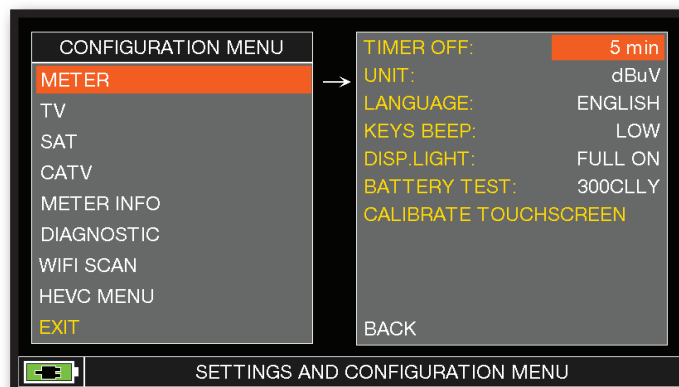 CONFIGURATION MENU
METER
TV
SAT
CATV
METER INFO
DIAGNOSTIC
WIFI SCAN
HEVC MENU
EXIT
TIMER OFF: 5 min
UNIT: dBuV
LANGUAGE: ENGLISH
KEYS BEEP: LOW
DISP.LIGHT: FULL ON
BATTERY TEST: 300CLLY
CALIBRATE TOUCHSCREEN
BACK
SETTINGS AND CONFIGURATION MENU